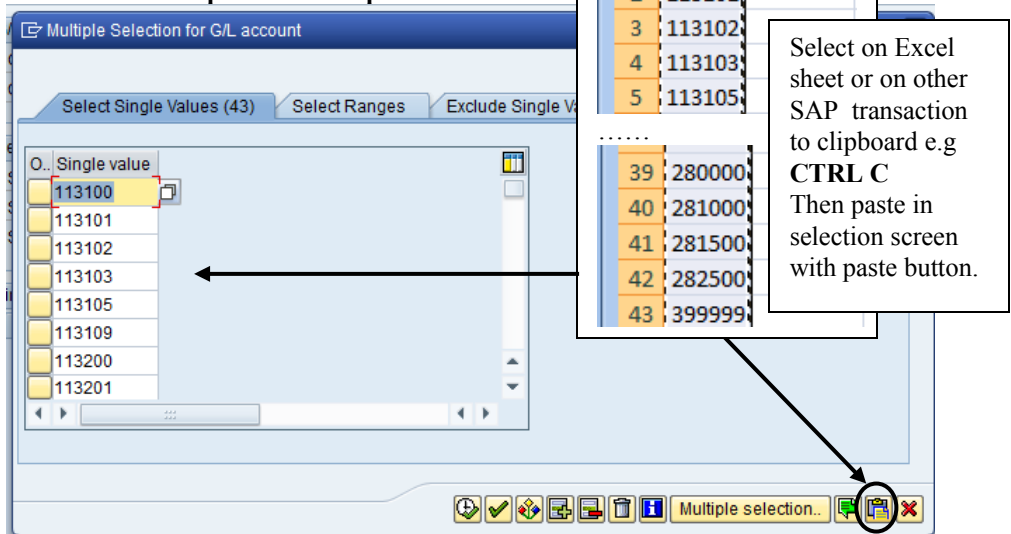 Multiple Selection for G/L account
Select Single Values (43) Select Ranges Exclude Single
O.. Single value
113100
113101
113102
113103
113105
113109
113200
113201
3 113102
4 113103
5 113105
......
39 280000
40 281000
41 281500
42 282500
43 399999
Select on Excel
sheet or on other
SAP transaction
to clipboard e.g
CTRL C
Then paste in
selection screen
with paste button.
Multiple selection..